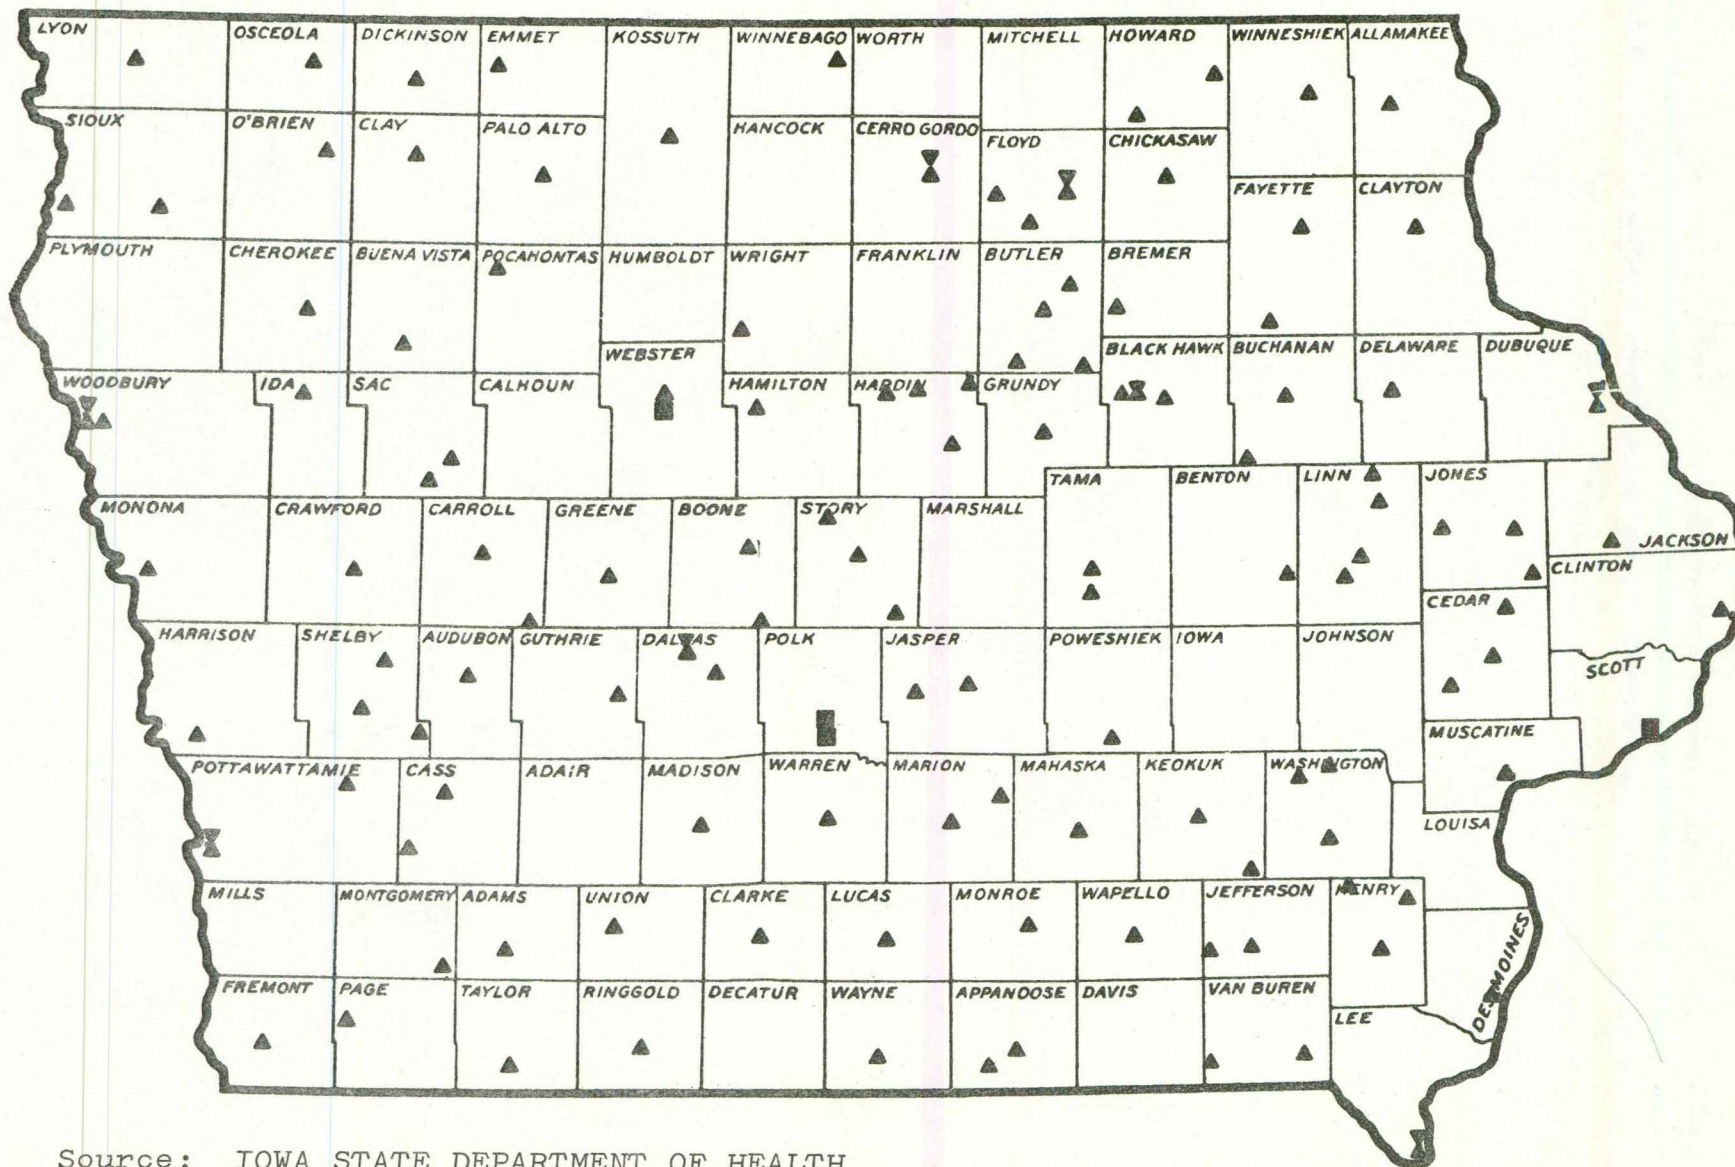 LYON OSCEOLA DICKINSON EMMET KOSSUTH WINNEBAGO WORTH MITCHELL HOWARD WINNESHIEK ALLAMAKEE
SIOUX O'BRIEN CLAY PALO ALTO HANCOCK CERRO GORDO FLOYD CHICKASAW
FAYETTE CLAYTON
PLYMOUTH CHEROKEE BUENA VISTA POCAHONTAS HUMBOLDT WRIGHT FRANKLIN BUTLER BREMER
WEBSTER BLACK HAWK BUCHANAN DELAWARE DUBUQUE
WOODBURY IDA SAC CALHOUN HAMILTON HARDIN GRUNDY
TAMA BENTON LINN JONES
MONONA CRAWFORD CARROLL GREENE BOONE STORY MARSHALL
JACKSON
CLINTON
CEDAR
HARRISON SHELBY AUDUBON GUTHRIE DALLAS POLK JASPER POWESHIEK IOWA JOHNSON
SCOTT
MUSCATINE
POTTAWATTAMIE CASS ADAIR MADISON WARREN MARION MAHASKA KEOKUK WASHINGTON
LOUISA
MILLS MONTGOMERY ADAMS UNION CLARKE LUCAS MONROE WAPELLO JEFFERSON HENRY
DES MOINES
FREMONT PAGE TAYLOR RINGGOLD DECATUR WAYNE APPANOOSE DAVIS VAN BUREN
LEE
Source: IOWA STATE DEPARTMENT OF HEALTH